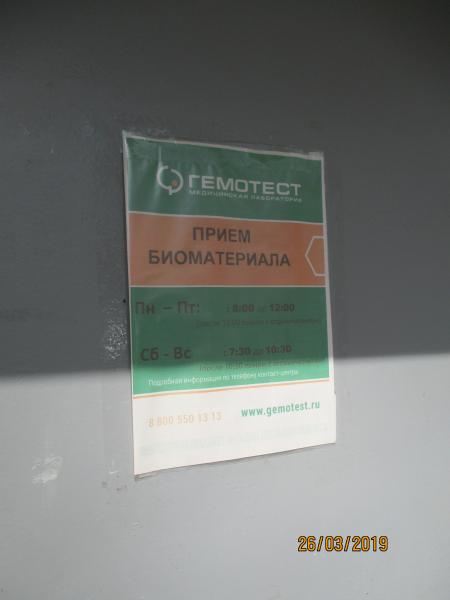 ГЕМОТЕСТ
МЕДИЦИНСКАЯ ЛАБОРАТОРИЯ
ПРИЕМ
БИОМАТЕРИАЛА
Пн – Пт: с 8:00 до 12:00
Сб - Вс с 7:30 до 10:30
Подробная информация по телефону контакт-центра
8 800 550 13 13 www.gemotest.ru
26/03/2019